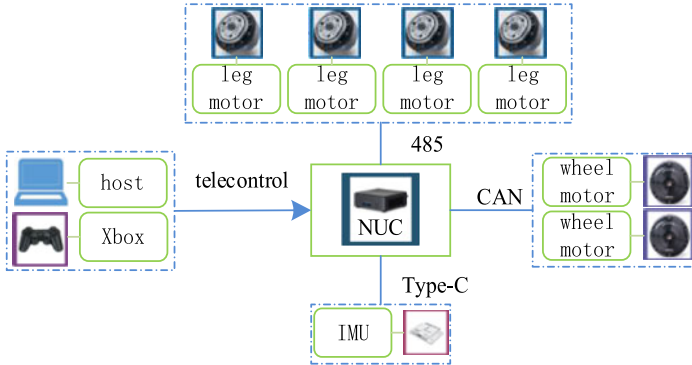 leg
motor
leg
motor
leg
motor
leg
motor
485
host
Xbox
telecontrol
NUC
CAN
wheel
motor
wheel
motor
Type-C
IMU